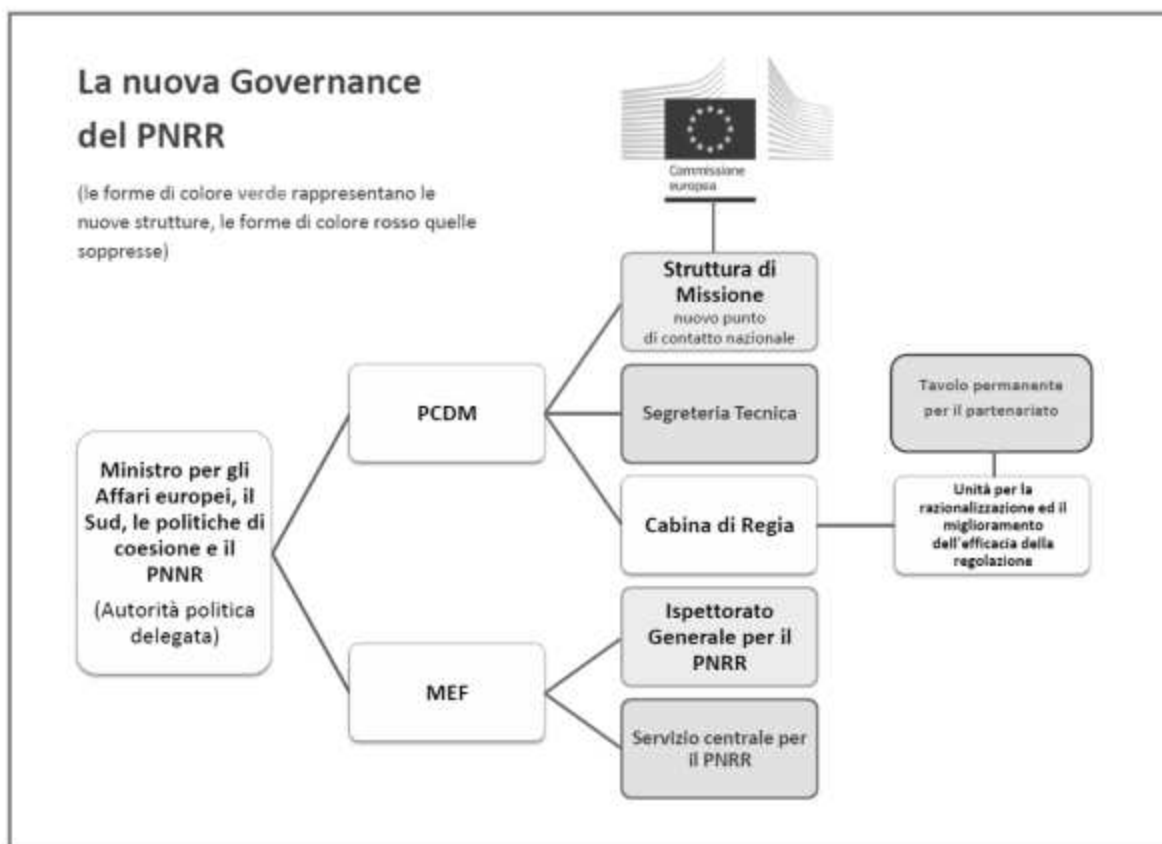 La nuova Governance
del PNRR
(le forme di colore verde rappresentano le
nuove strutture, le forme di colore rosso quelle
soppresse)
Commissione
europea
Struttura di
Missione
nuovo punto
di contatto nazionale
PCDM
Segreteria Tecnica
Tavolo permanente
per il partenariato
Ministro per gli
Affari europei, il
Sud, le politiche di
coesione e il
PNNR
(Autorità politica
delegata)
Cabina di Regia
Unità per la
razionalizzazione ed il
miglioramento
dell'efficacia della
regolazione
Ispettorato
Generale per il
PNRR
MEF
Servizio centrale per
il PNRR